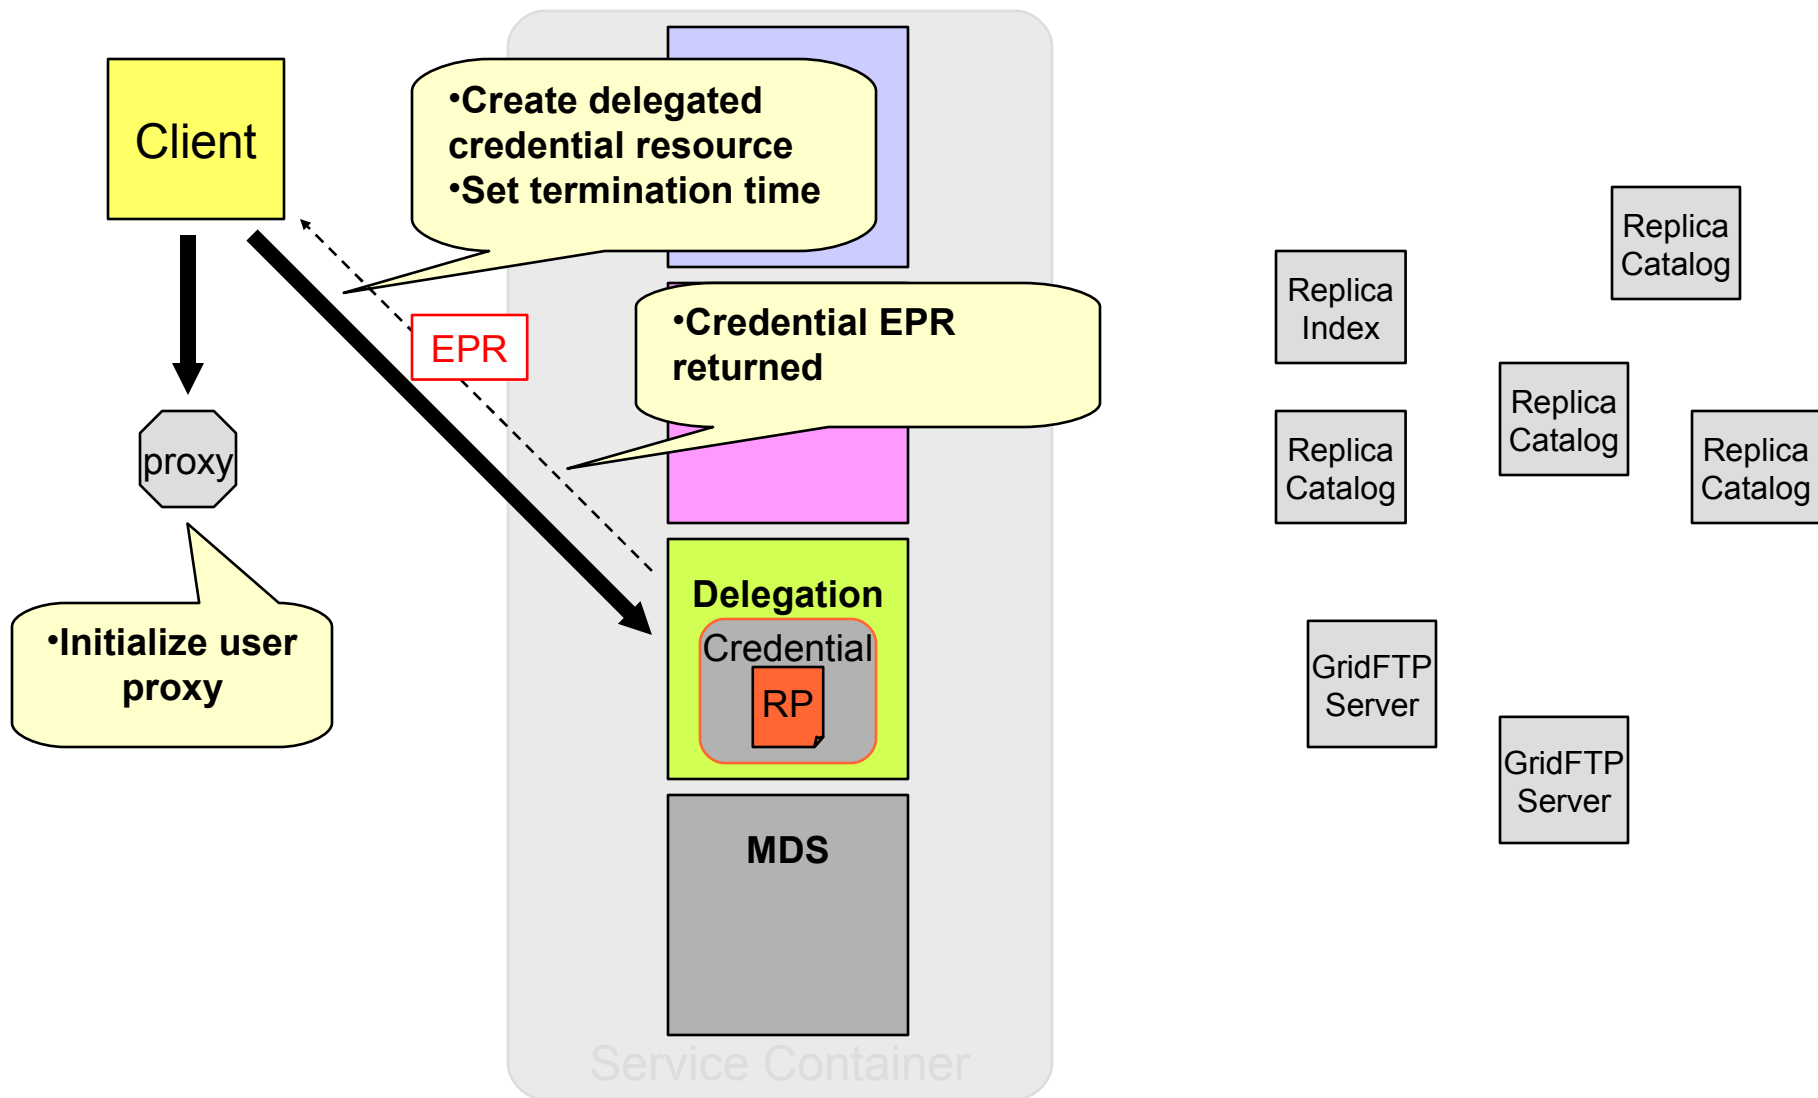 Client
•Create delegated
credential resource
•Set termination time
EPR
•Credential EPR
returned
proxy
•Initialize user
proxy
Delegation
Credential
RP
MDS
Service Container
Replica
Catalog
Replica
Index
Replica
Catalog
Replica
Catalog
Replica
Catalog
GridFTP
Server
GridFTP
Server